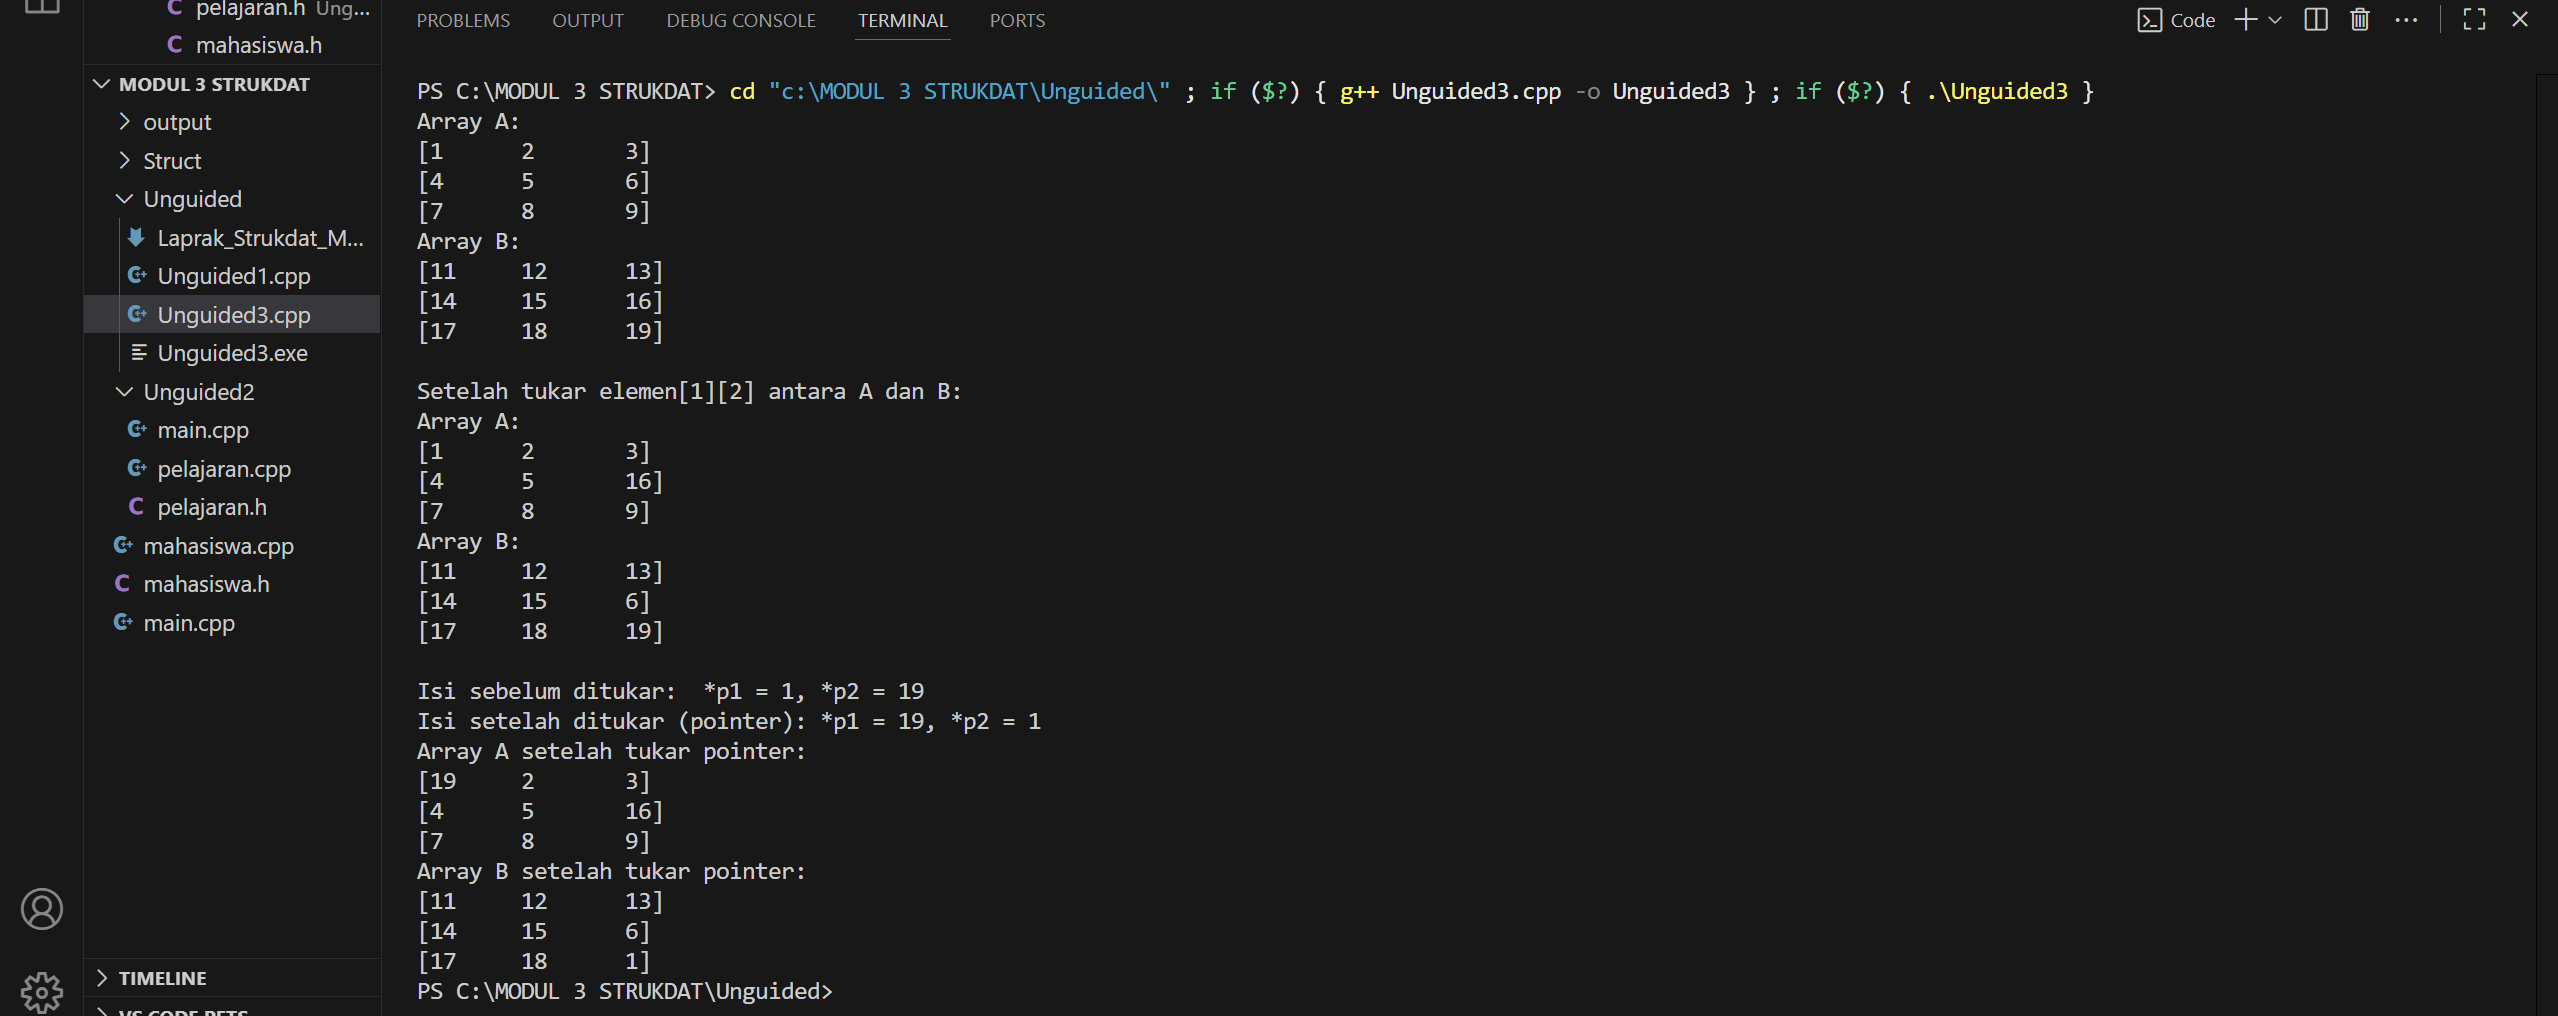 pelajaran.h Ung...
mahasiswa.h
MODUL 3 STRUKDAT
output
Struct
Unguided
Laprak_Strukdat_M...
Unguided1.cpp
Unguided3.cpp
Unguided3.exe
Unguided2
main.cpp
pelajaran.cpp
pelajaran.h
mahasiswa.cpp
mahasiswa.h
main.cpp
TIMELINE
VS CODE PETS
PROBLEMS OUTPUT DEBUG CONSOLE TERMINAL PORTS
Code
PS C:\MODUL 3 STRUKDAT> cd "c:\MODUL 3 STRUKDAT\Unguided\" ; if ($?) { g++ Unguided3.cpp -o Unguided3 } ; if ($?) { .\Unguided3 }
Array A:
[1 2 3]
[4 5 6]
[7 8 9]
Array B:
[11 12 13]
[14 15 16]
[17 18 19]
Setelah tukar elemen[1][2] antara A dan B:
Array A:
[1 2 3]
[4 5 16]
[7 8 9]
Array B:
[11 12 13]
[14 15 6]
[17 18 19]
Isi sebelum ditukar:  *p1 = 1, *p2 = 19
Isi setelah ditukar (pointer): *p1 = 19, *p2 = 1
Array A setelah tukar pointer:
[19 2 3]
[4 5 16]
[7 8 9]
Array B setelah tukar pointer:
[11 12 13]
[14 15 6]
[17 18 1]
PS C:\MODUL 3 STRUKDAT\Unguided>